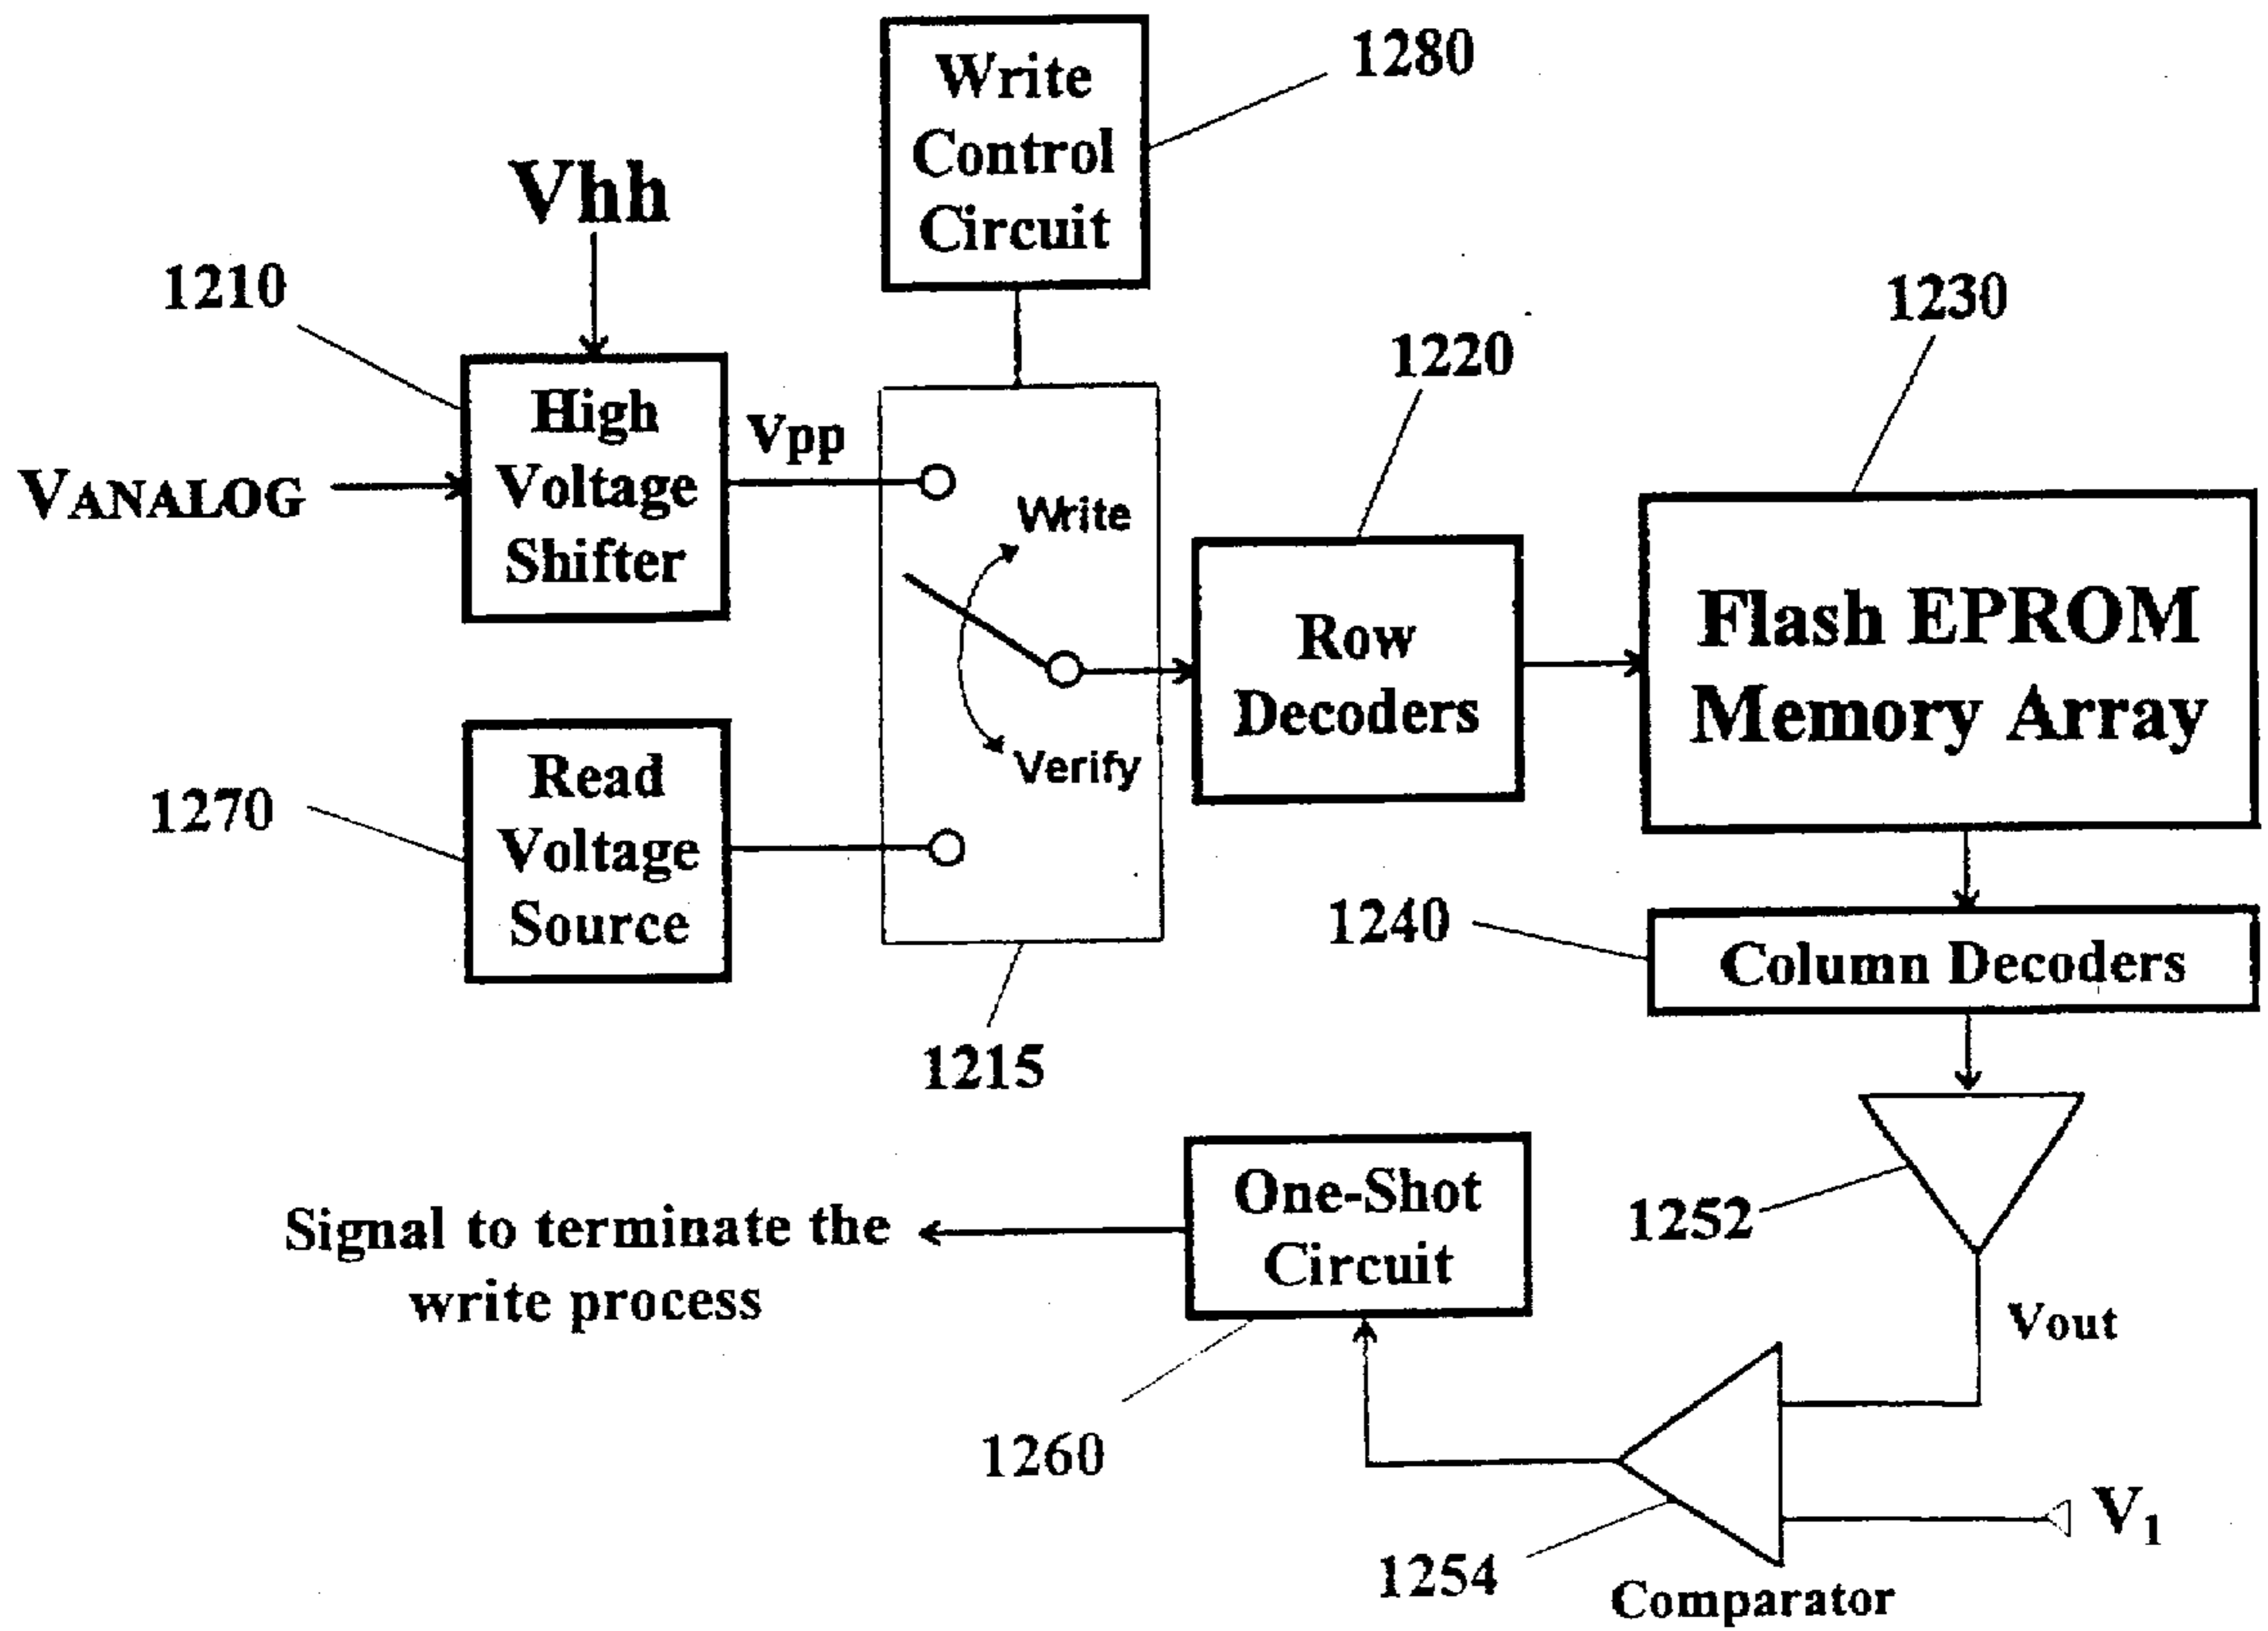 1280
Write
Control
Circuit
Vhh
1210
High
Voltage
Shifter
VANALOG
Vpp
Write
Verify
1220
Row
Decoders
1230
Flash EPROM
Memory Array
1270
Read
Voltage
Source
1215
1240
Column Decoders
1252
Vout
One-Shot
Circuit
Signal to terminate the
write process
1260
1254
V1
Comparator